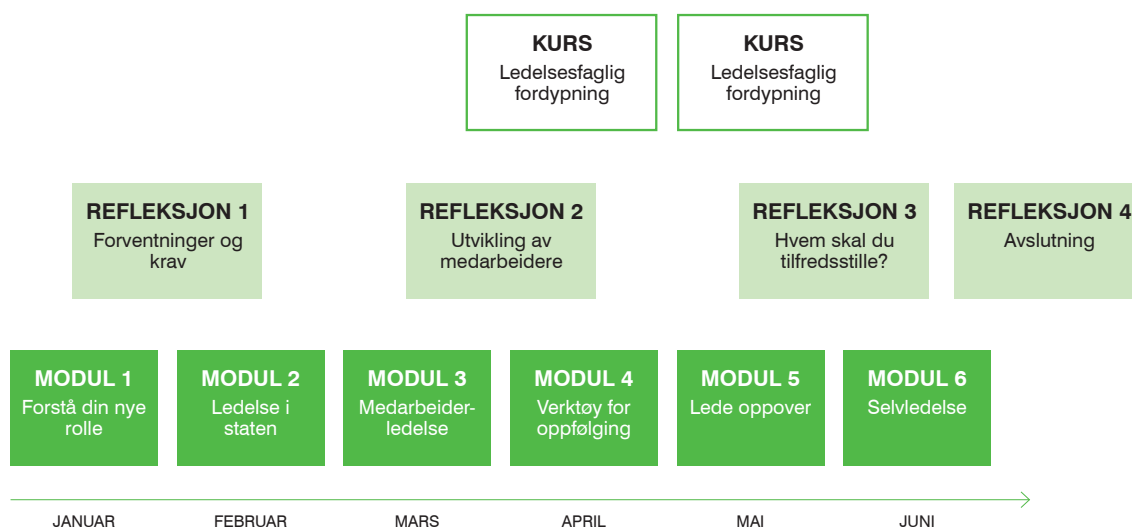 KURS
Ledelsesfaglig
fordypning
KURS
Ledelsesfaglig
fordypning
REFLEKSJON 1
Forventninger og
krav
REFLEKSJON 2
Utvikling av
medarbeidere
REFLEKSJON 3
Hvem skal du
tilfredsstille?
REFLEKSJON 4
Avslutning
MODUL 1
Forstå din nye
rolle
MODUL 2
Ledelse i
staten
MODUL 3
Medarbeider-
ledelse
MODUL 4
Verktøy for
oppfølging
MODUL 5
Lede oppover
MODUL 6
Selvledelse
JANUAR
FEBRUAR
MARS
APRIL
MAI
JUNI